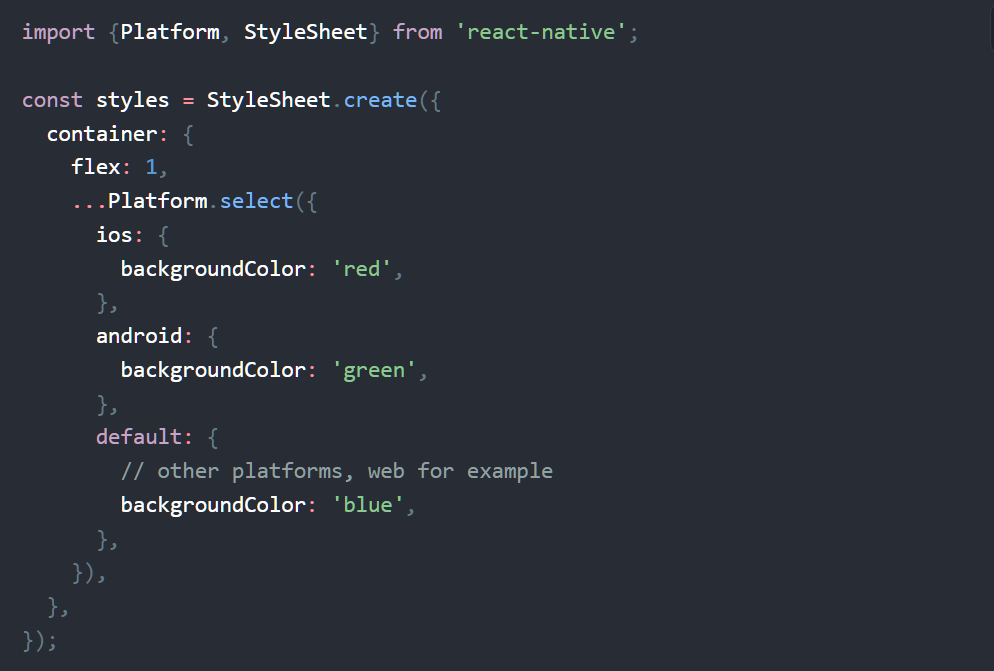 import {Platform, StyleSheet} from 'react-native';

const styles = StyleSheet.create({
  container: {
    flex: 1,
    ...Platform.select({
      ios: {
        backgroundColor: 'red',
      },
      android: {
        backgroundColor: 'green',
      },
      default: {
        // other platforms, web for example
        backgroundColor: 'blue',
      },
    }),
  },
});